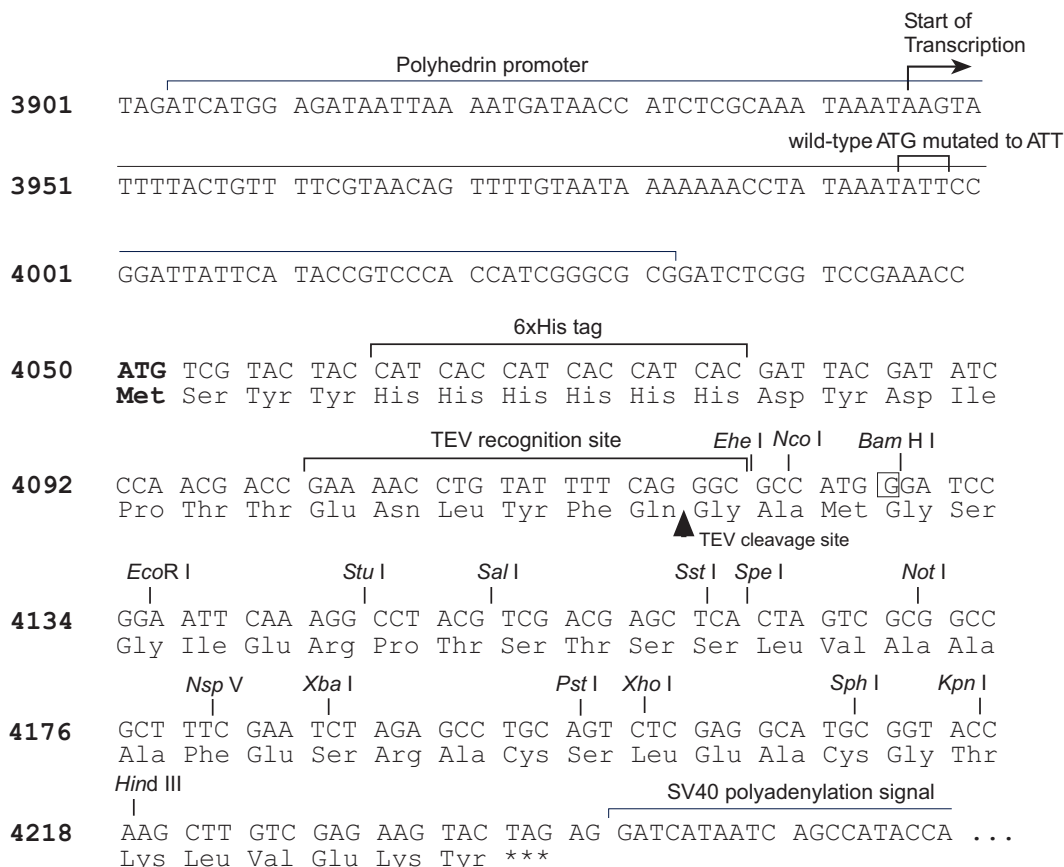 Start of
Transcription
Polyhedrin promoter
3901 TAGATCATGG AGATAATTAA AATGATAACC ATCTCGCAAA TAAATAAGTA
wild-type ATG mutated to ATT
3951 TTTTACTGTT TTCGTAACAG TTTTGTAATA AAAAAACCTA TAAATATTCC
4001 GGATTATTCA TACCGTCCCA CCATCGGGCG CGGATCTCGG TCCGAAACC
6xHis tag
4050 ATG TCG TAC TAC CAT CAC CAT CAC CAT CAC GAT TAC GAT ATC
Met Ser Tyr Tyr His His His His His His Asp Tyr Asp Ile
TEV recognition site Ehe I Nco I Bam H I
4092 CCA ACG ACC GAA AAC CTG TAT TTT CAG GGC GCC ATG GGA TCC
Pro Thr Thr Glu Asn Leu Tyr Phe Gln Gly Ala Met Gly Ser
TEV cleavage site
EcoR I Stu I Sal I Sst I Spe I Not I
4134 GGA ATT CAA AGG CCT ACG TCG ACG AGC TCA CTA GTC GCG GCC
Gly Ile Glu Arg Pro Thr Ser Thr Ser Ser Leu Val Ala Ala
Nsp V Xba I Pst I Xho I Sph I Kpn I
4176 GCT TTC GAA TCT AGA GCC TGC AGT CTC GAG GCA TGC GGT ACC
Ala Phe Glu Ser Arg Ala Cys Ser Leu Glu Ala Cys Gly Thr
Hind III SV40 polyadenylation signal
4218 AAG CTT GTC GAG AAG TAC TAG AG GATCATAATC AGCCATACCA ...
Lys Leu Val Glu Lys Tyr ***